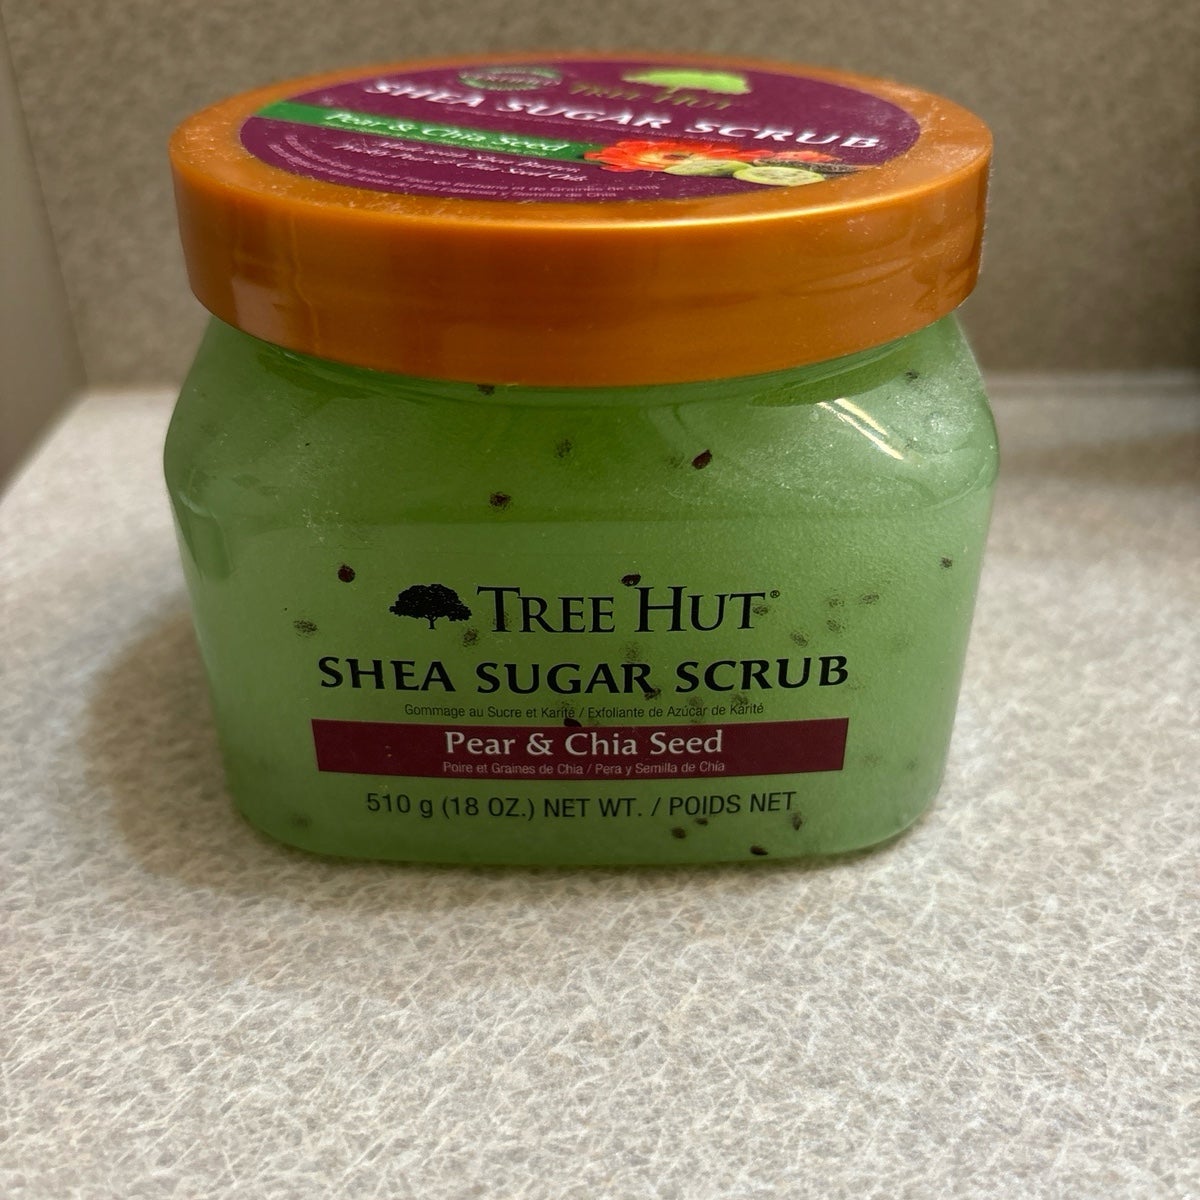 TREE HUT
SHEA SUGAR SCRUB
Pear & Chia Seed
TREE HUT®
SHEA SUGAR SCRUB
Gommage au Sucre et Karité / Exfoliante de Azúcar de Karité
Pear & Chia Seed
Poire et Graines de Chia / Pera y Semilla de Chía
510 g (18 OZ.) NET WT. / POIDS NET